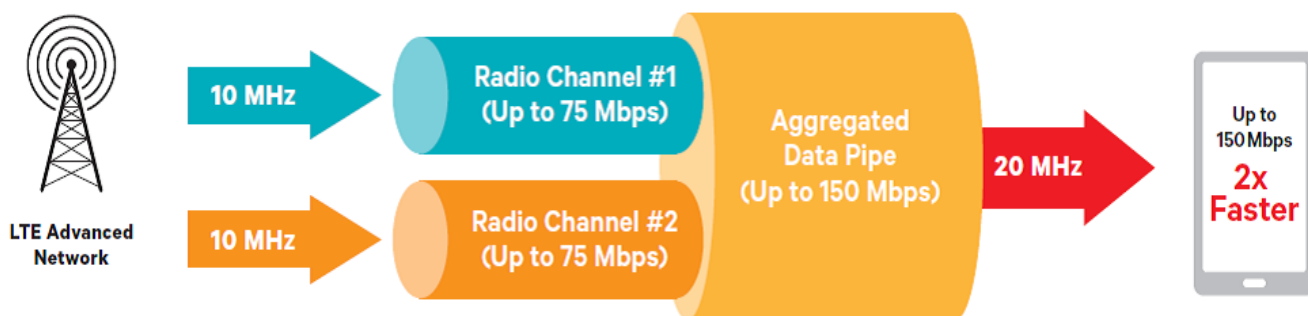 LTE Advanced
Network
10 MHz
Radio Channel #1
(Up to 75 Mbps)
10 MHz
Radio Channel #2
(Up to 75 Mbps)
Aggregated
Data Pipe
(Up to 150 Mbps)
20 MHz
Up to
150 Mbps
2x
Faster